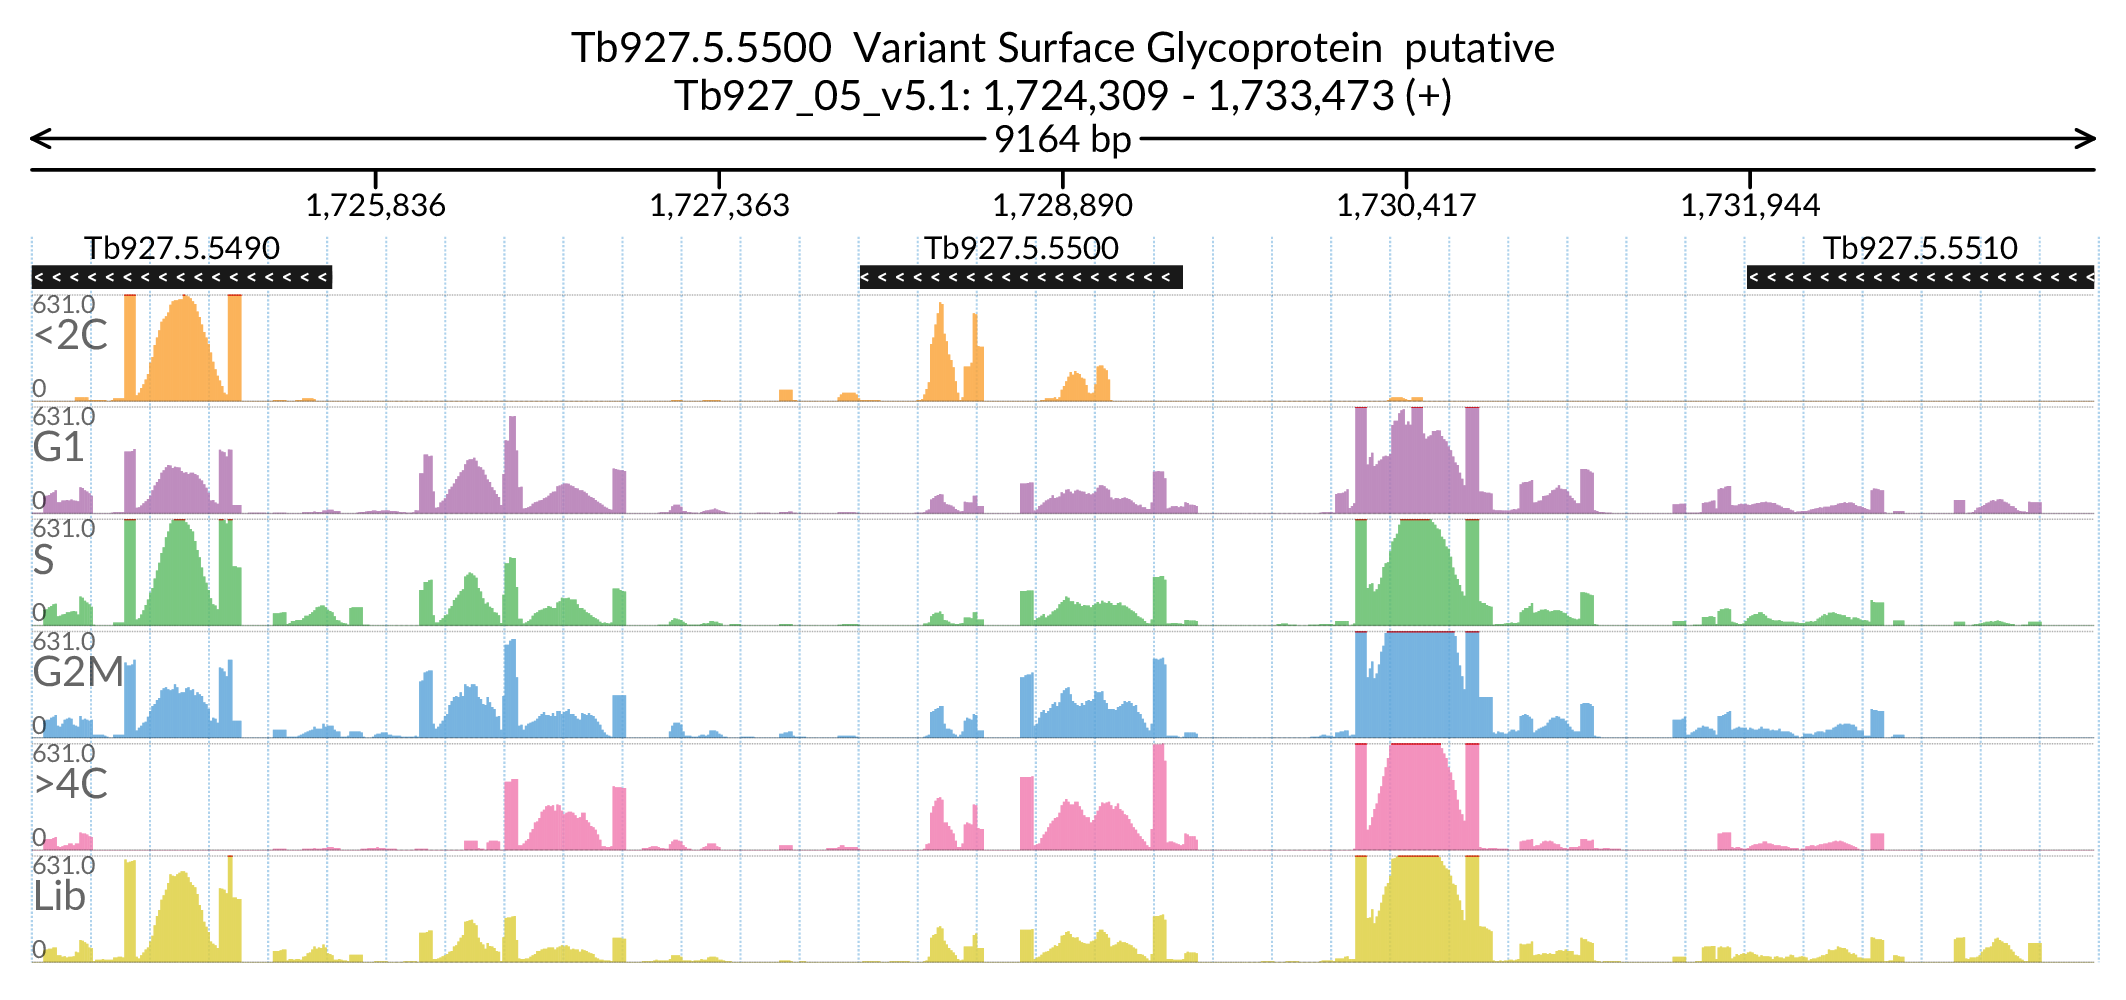 Tb927.5.5500 Variant Surface Glycoprotein putative
Tb927_05_v5.1: 1,724,309 - 1,733,473 (+)
9164 bp
1,725,836 1,727,363 1,728,890 1,730,417 1,731,944
Tb927.5.5490 Tb927.5.5500 Tb927.5.5510
631.0
<2C
0
631.0
G1
0
631.0
S
0
631.0
G2M
0
631.0
>4C
0
631.0
Lib
0